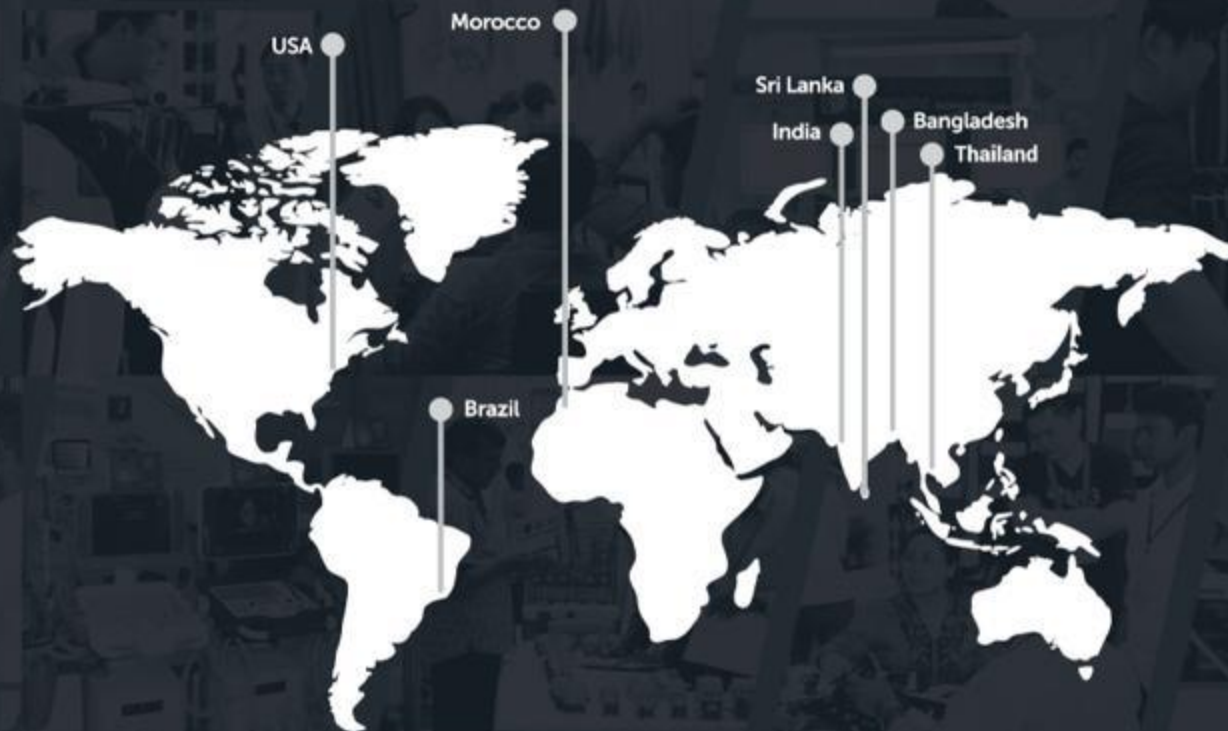 Morocco
USA
Sri Lanka
India
Bangladesh
Thailand
Brazil